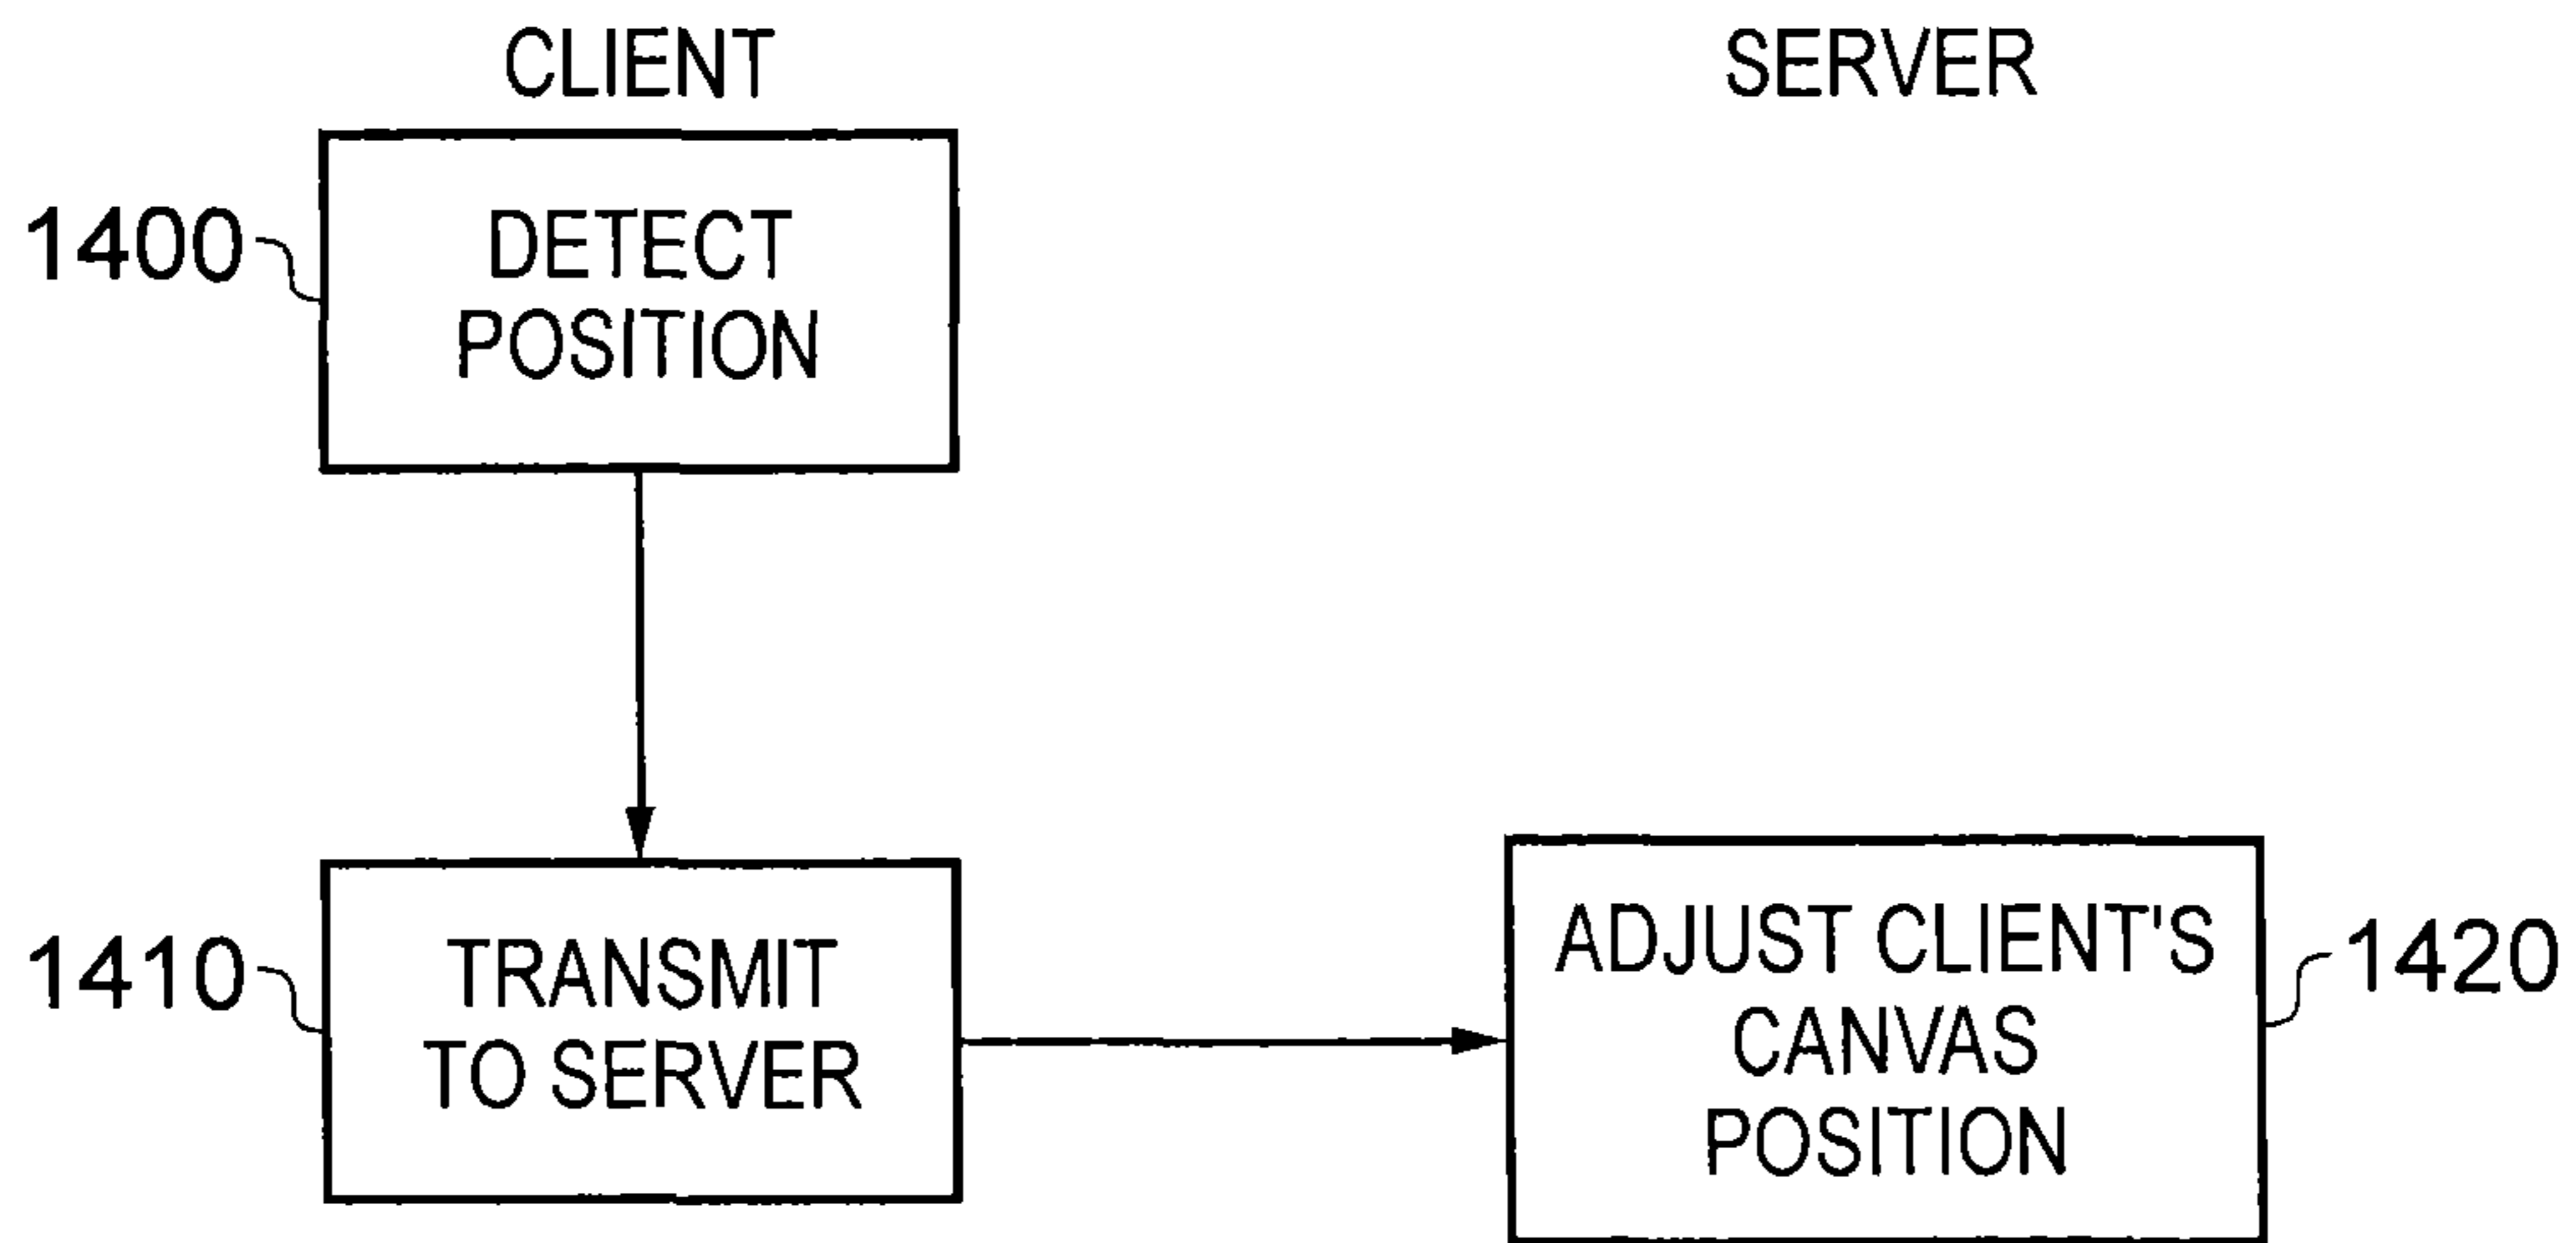 CLIENT
SERVER
1400
DETECT
POSITION
1410
TRANSMIT
TO SERVER
ADJUST CLIENT'S
CANVAS
POSITION
1420